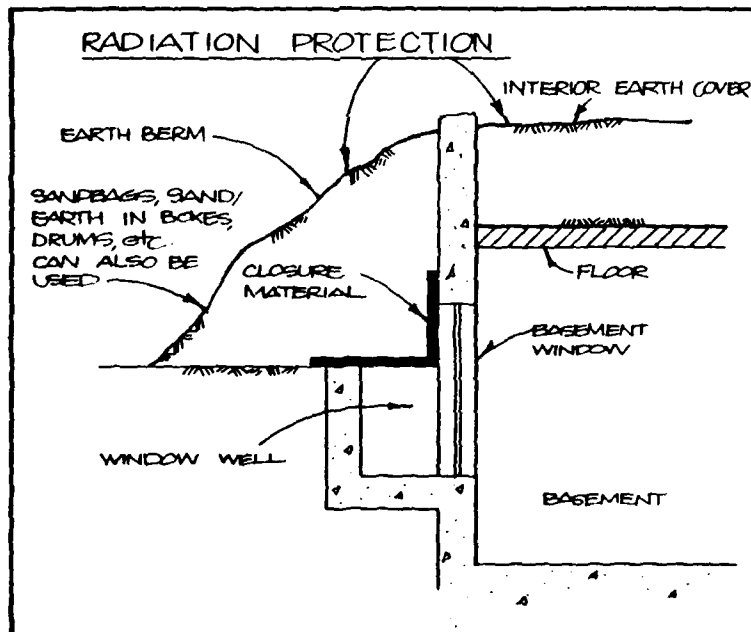 RADIATION PROTECTION
INTERIOR EARTH COVER
EARTH BERM
SANDBAGS, SAND/
EARTH IN BOXES,
DRUMS, etc.
CAN ALSO BE
USED
CLOSURE
MATERIAL
FLOOR
BASEMENT
WINDOW
WINDOW WELL
BASEMENT